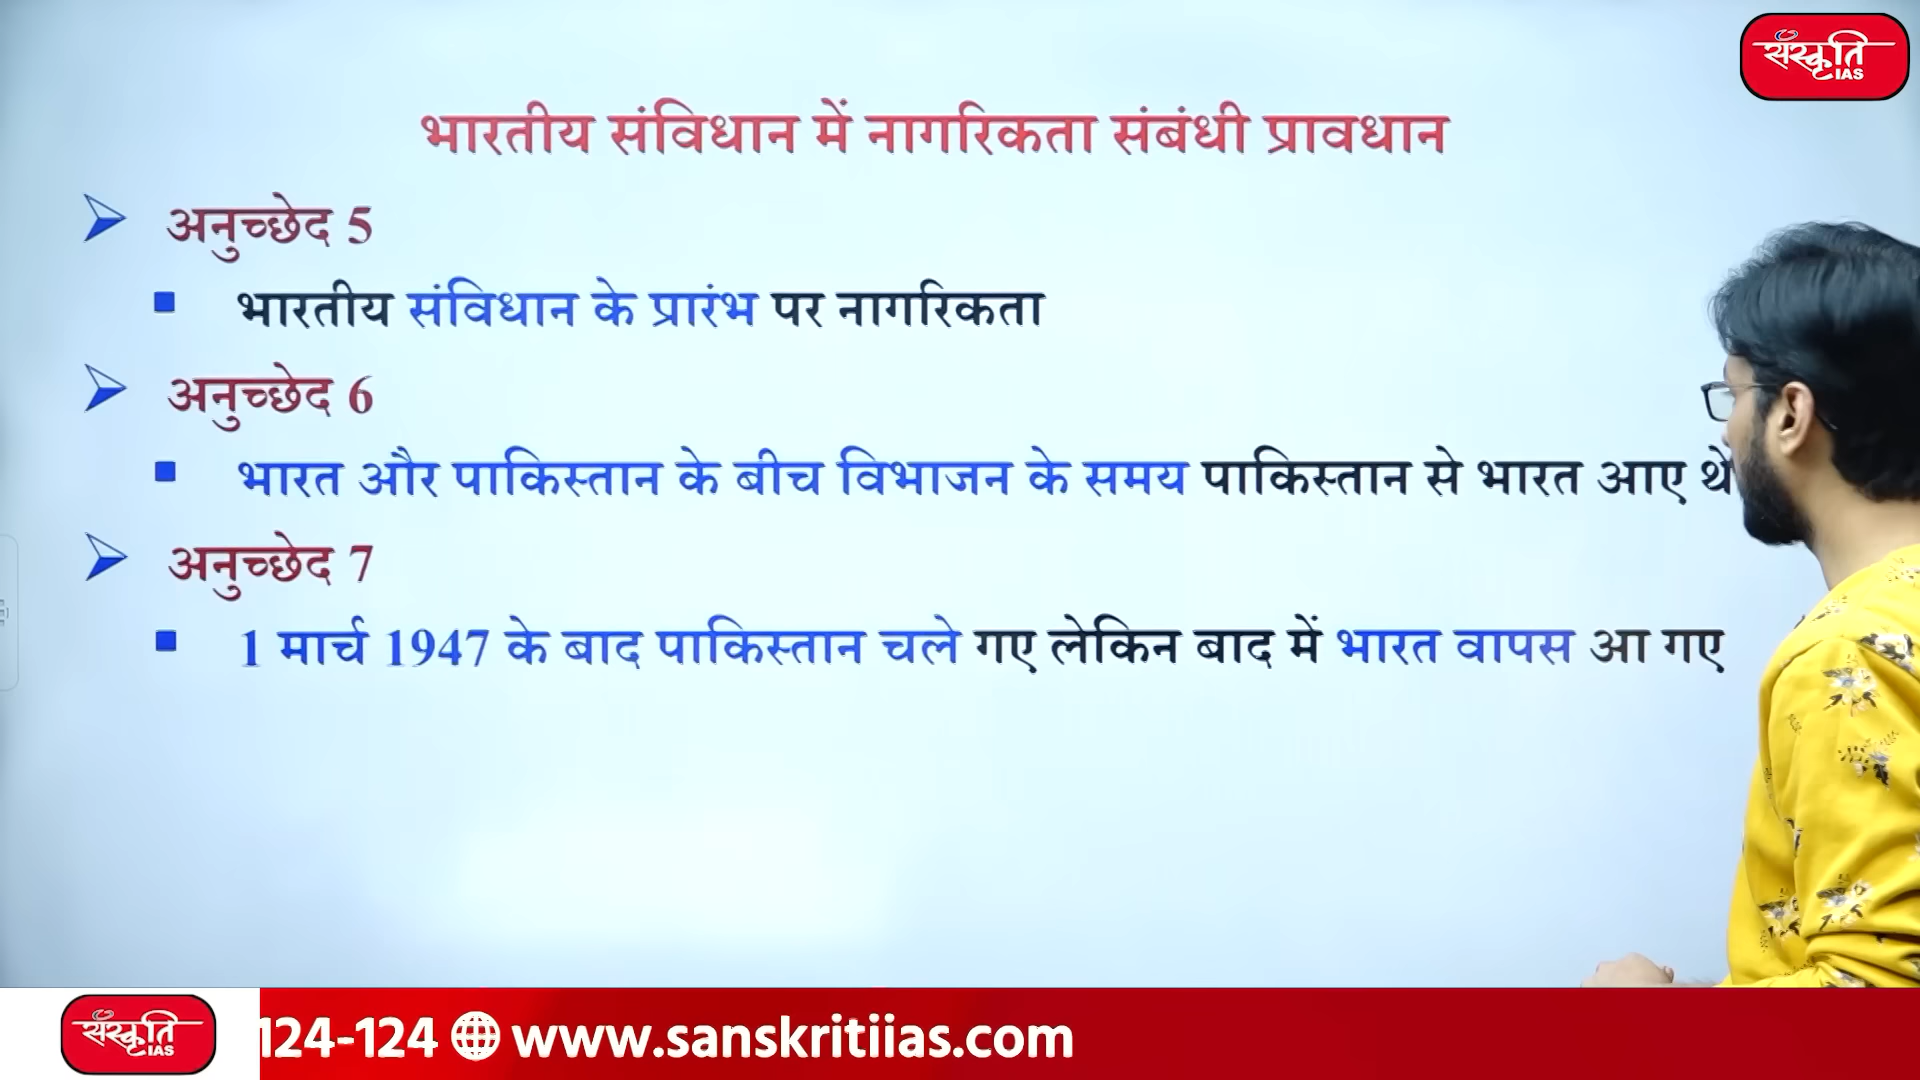 संस्कृति
IAS
भारतीय संविधान में नागरिकता संबंधी प्रावधान
अनुच्छेद 5
भारतीय संविधान के प्रारंभ पर नागरिकता
अनुच्छेद 6
भारत और पाकिस्तान के बीच विभाजन के समय पाकिस्तान से भारत आए थे
अनुच्छेद 7
1 मार्च 1947 के बाद पाकिस्तान चले गए लेकिन बाद में भारत वापस आ गए
संस्कृति
IAS
124-124 www.sanskritiias.com